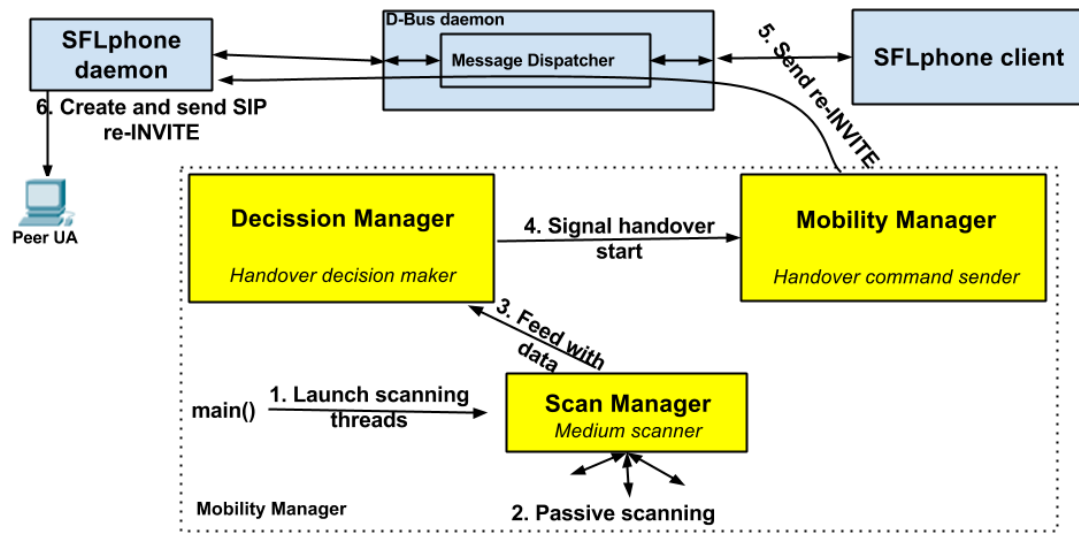 D-Bus daemon
SFLphone
daemon
Message Dispatcher
SFLphone client
5. Send re-INVITE
6. Create and send SIP
re-INVITE
Peer UA
Decission Manager
Handover decision maker
4. Signal handover
start
Mobility Manager
Handover command sender
3. Feed with
data
main()
1. Launch scanning
threads
Scan Manager
Medium scanner
2. Passive scanning
Mobility Manager